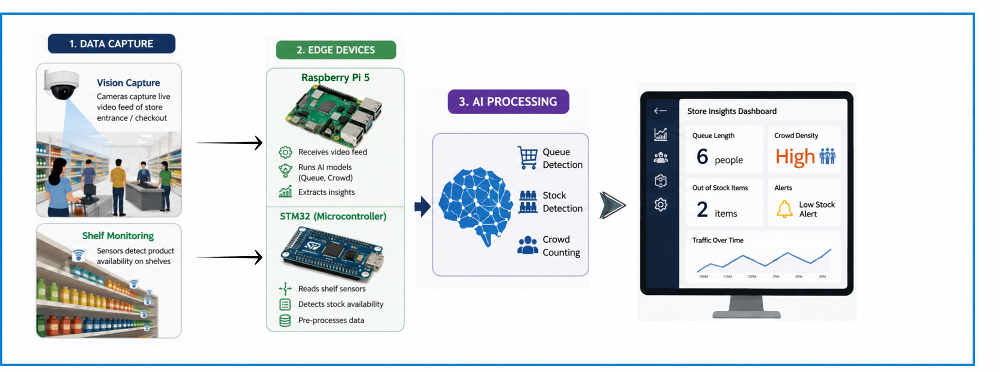 1. DATA CAPTURE
Vision Capture
Cameras capture live
video feed of store
entrance / checkout
Shelf Monitoring
Sensors detect product
availability on shelves
2. EDGE DEVICES
Raspberry Pi 5
Receives video feed
Runs AI models
(Queue, Crowd)
Extracts insights
STM32 (Microcontroller)
Reads shelf sensors
Detects stock availability
Pre-processes data
3. AI PROCESSING
Queue
Detection
Stock
Detection
Crowd
Counting
Store Insights Dashboard
Queue Length
6 people
Crowd Density
High
Out of Stock Items
2 items
Alerts
Low Stock
Alert
Traffic Over Time
10AM 11AM 12PM 1PM 2PM 3PM